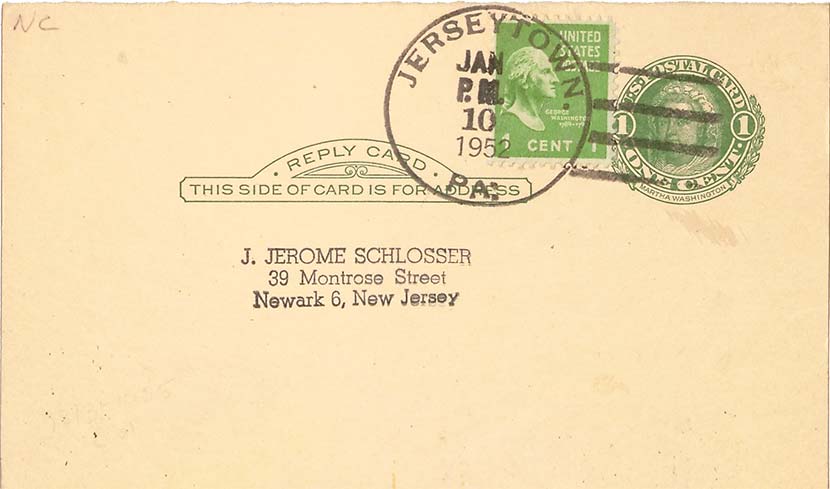 NC
JERSEYTOWN.
JAN
P.M.
10
1952
PA.
UNITED
STATES
GEORGE
WASHINGTON
1 CENT 1
U.S. POSTAL CARD
1 1
ONE CENT.
MARTHA WASHINGTON
· REPLY CARD ·
THIS SIDE OF CARD IS FOR ADDRESS
J. JEROME SCHLOSSER
39 Montrose Street
Newark 6, New Jersey